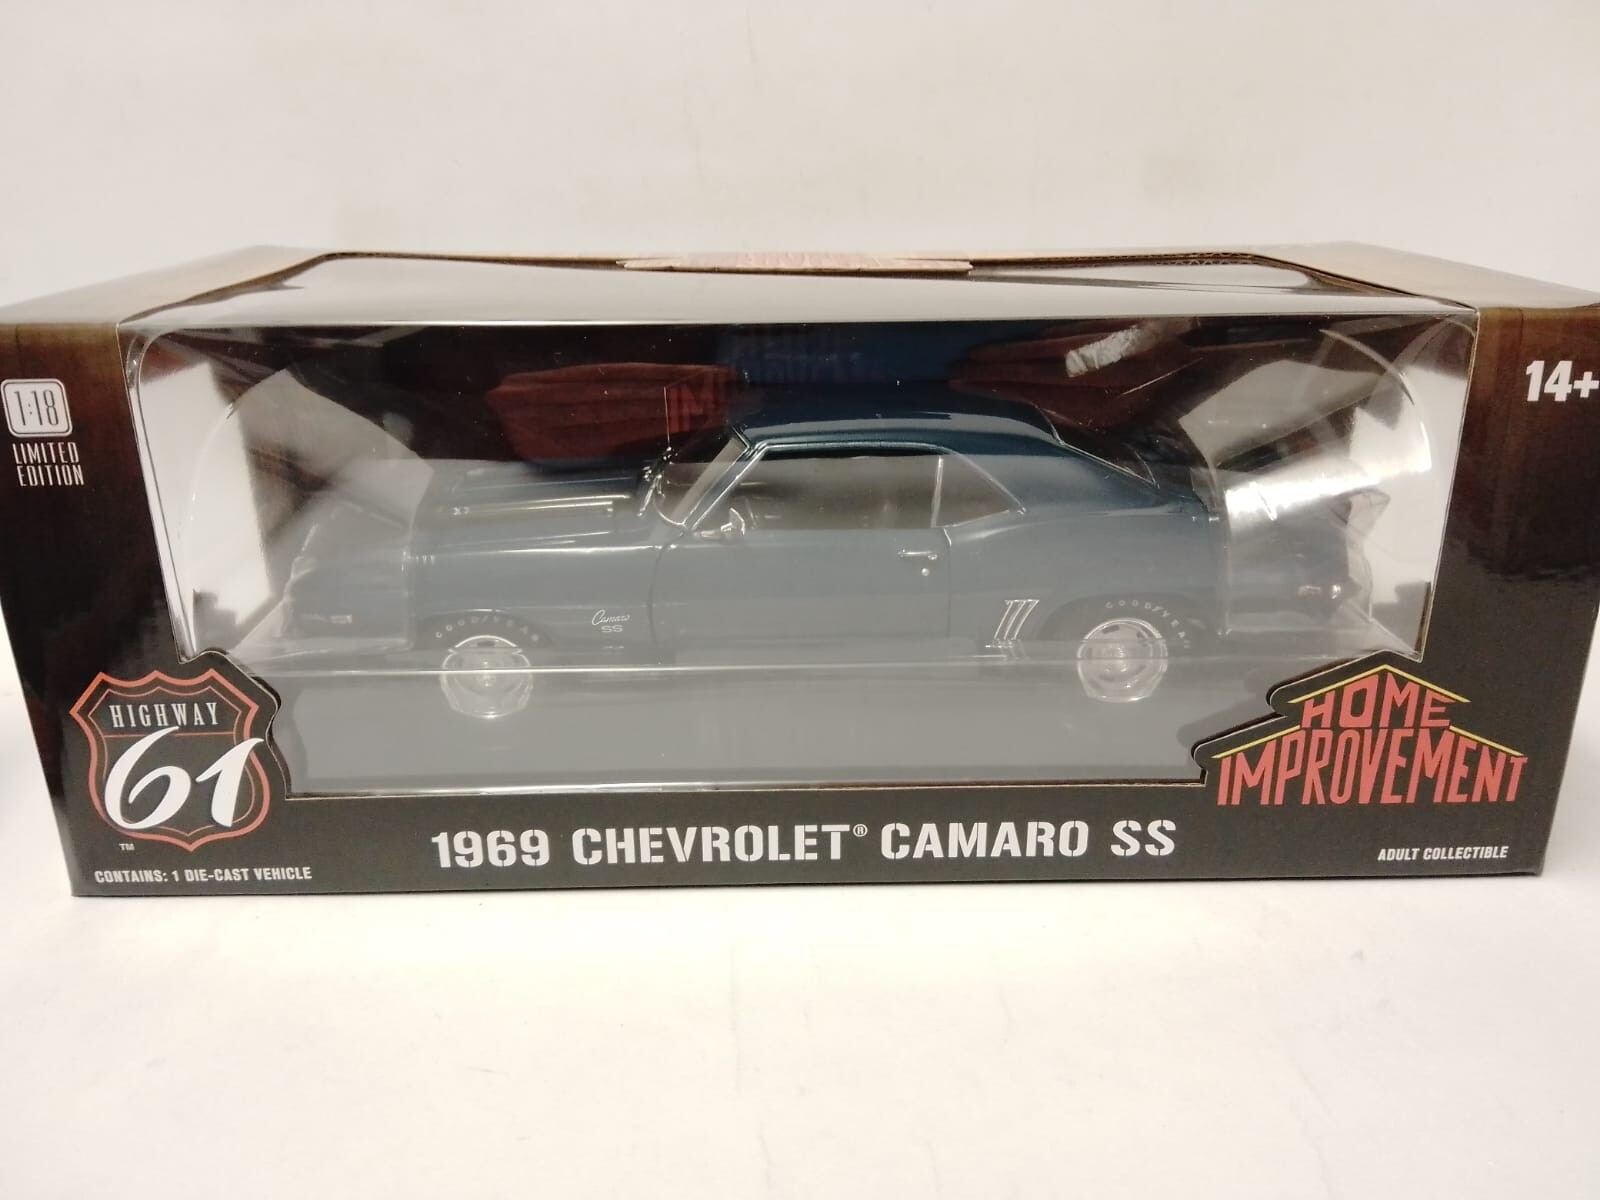 1:18
LIMITED
EDITION
14+
GOODYEAR
GOODYEAR
Camaro
SS
HIGHWAY
61
TM
HOME
IMPROVEMENT
1969 CHEVROLET® CAMARO SS
CONTAINS: 1 DIE-CAST VEHICLE
ADULT COLLECTIBLE